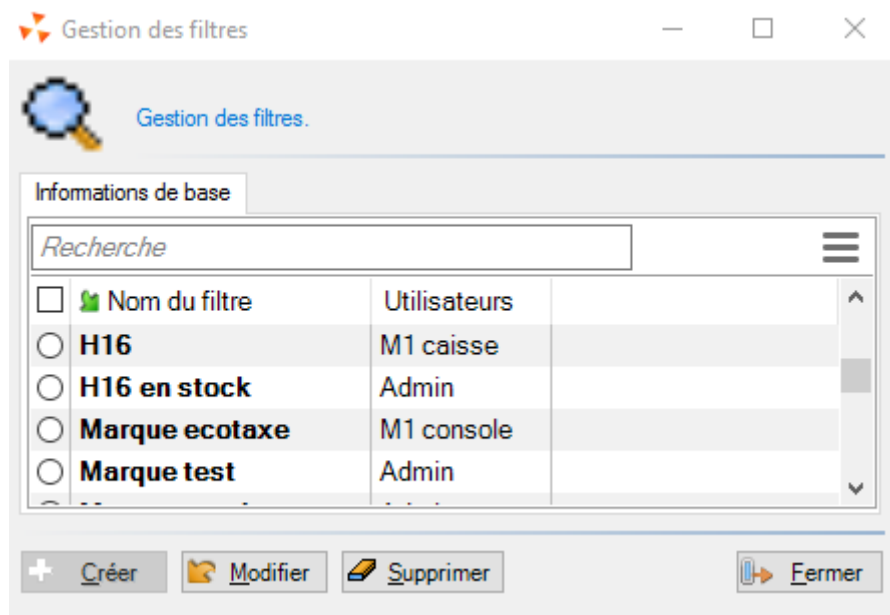 Gestion des filtres
Gestion des filtres.
Informations de base
Recherche
Nom du filtre Utilisateurs
H16 M1 caisse
H16 en stock Admin
Marque ecotaxe M1 console
Marque test Admin
Créer Modifier Supprimer Fermer